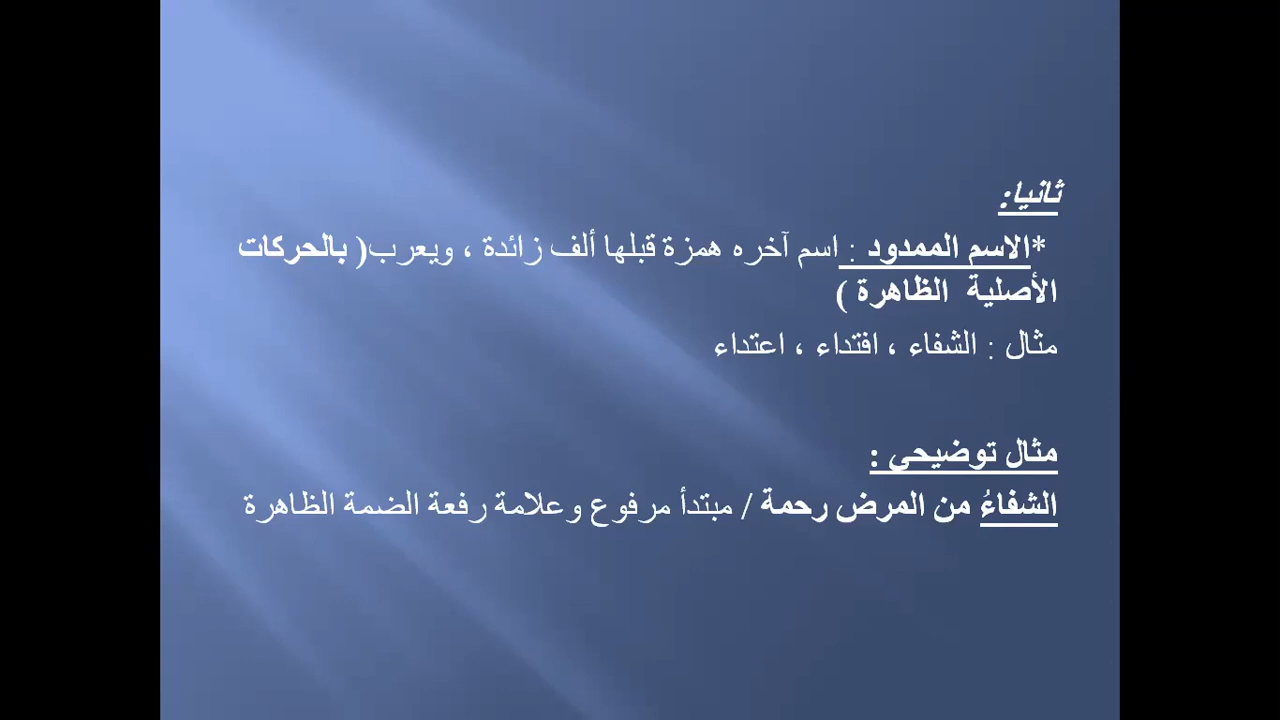 ثانيا:
*الاسم الممدود : اسم آخره همزة قبلها ألف زائدة ، ويعرب( بالحركات
الأصلية الظاهرة )
مثال : الشفاء ، افتداء ، اعتداء
مثال توضيحي :
الشفاءُ من المرض رحمة / مبتدأ مرفوع وعلامة رفعة الضمة الظاهرة